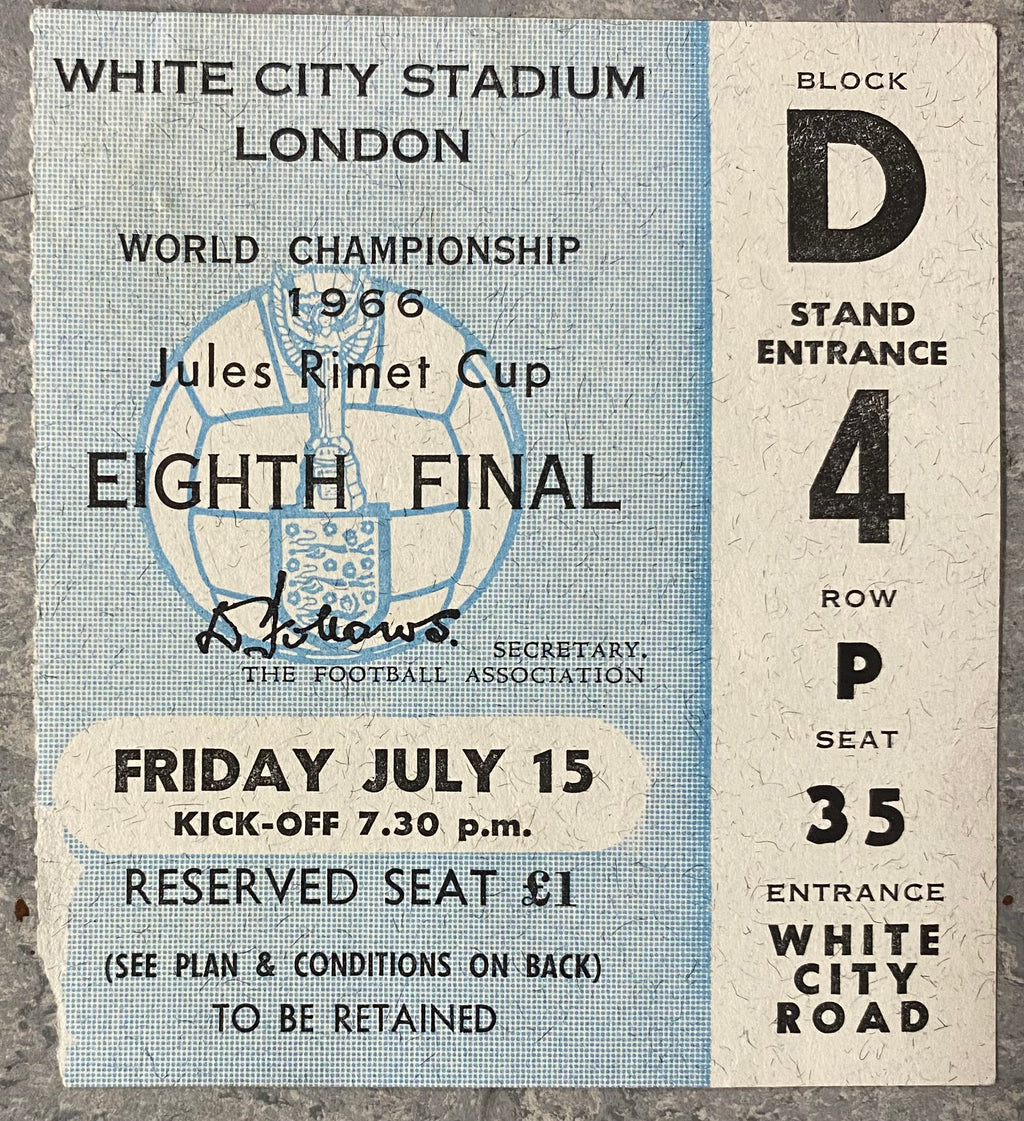 WHITE CITY STADIUM
LONDON
WORLD CHAMPIONSHIP
1966
Jules Rimet Cup
EIGHTH FINAL
D Follows.
SECRETARY.
THE FOOTBALL ASSOCIATION
FRIDAY JULY 15
KICK-OFF 7.30 p.m.
RESERVED SEAT £1
(SEE PLAN & CONDITIONS ON BACK)
TO BE RETAINED
BLOCK
D
STAND
ENTRANCE
4
ROW
P
SEAT
35
ENTRANCE
WHITE
CITY
ROAD